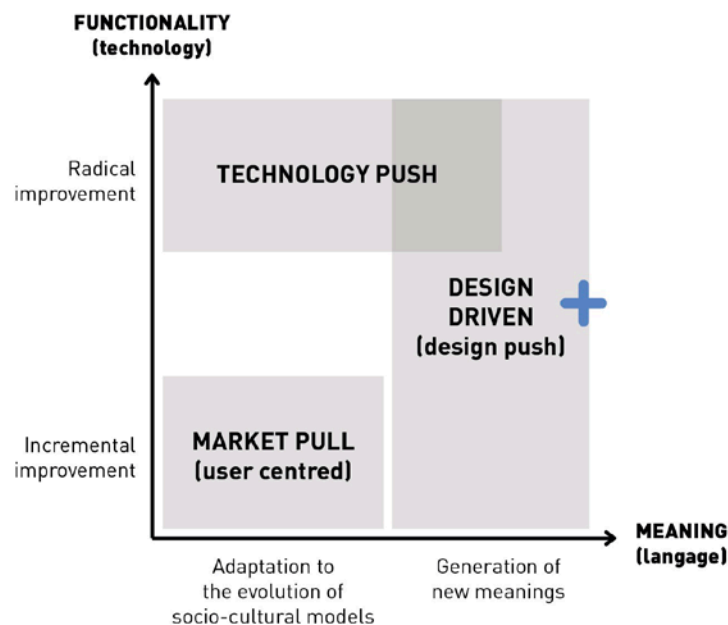 FUNCTIONALITY
(technology)
Radical
improvement
TECHNOLOGY PUSH
DESIGN
DRIVEN
(design push)
Incremental
improvement
MARKET PULL
(user centred)
MEANING
(langage)
Adaptation to
the evolution of
socio-cultural models
Generation of
new meanings